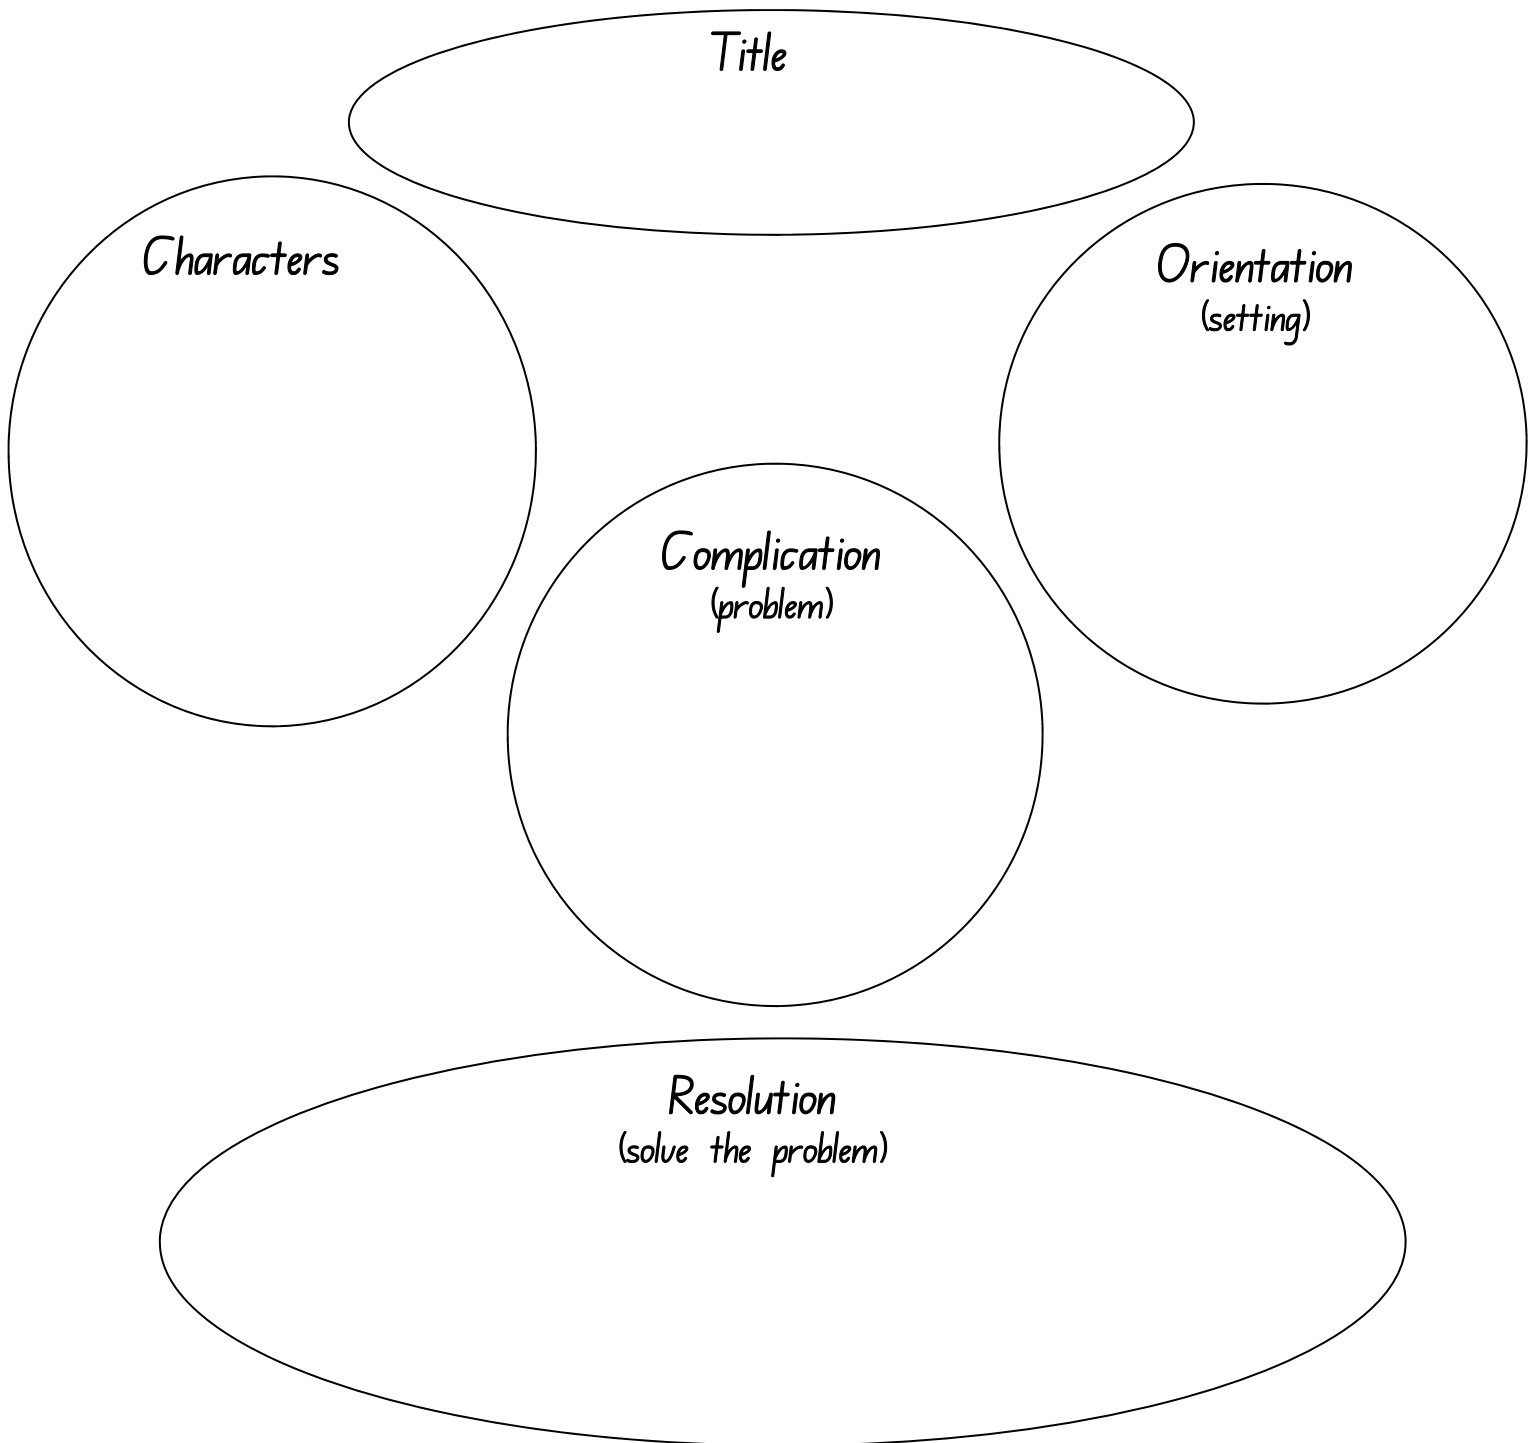 Title
Characters
Orientation
(setting)
Complication
(problem)
Resolution
(solve the problem)